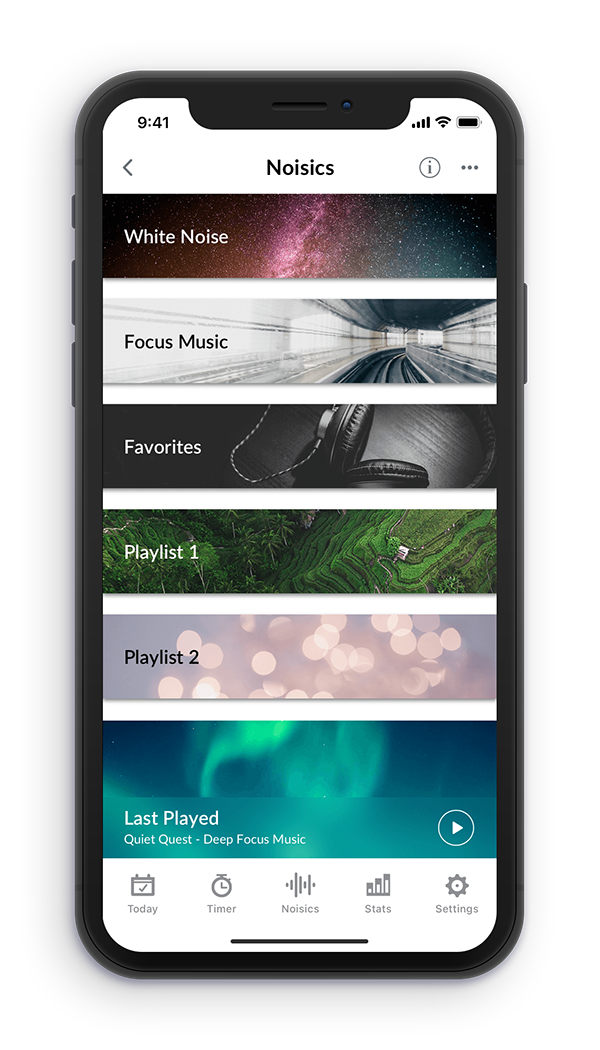 9:41
Noisics
White Noise
Focus Music
Favorites
Playlist 1
Playlist 2
Last Played
Quiet Quest - Deep Focus Music
Today
Timer
Noisics
Stats
Settings